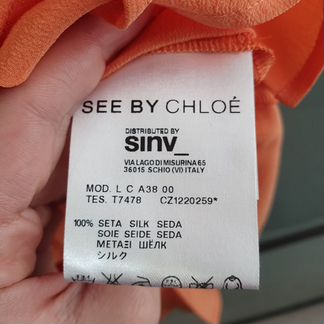 SEE BY CHLOÉ
DISTRIBUTED BY
sinv_
VIA LAGO DI MISURINA 65
36015 SCHIO (VI) ITALY
MOD. L C A38 00
TES. T7478 CZ1220259*
100% SETA SILK SEDA
SOIE SEIDE SEDA
ΜΕΤΑΞΙ ШЁЛК
シルク